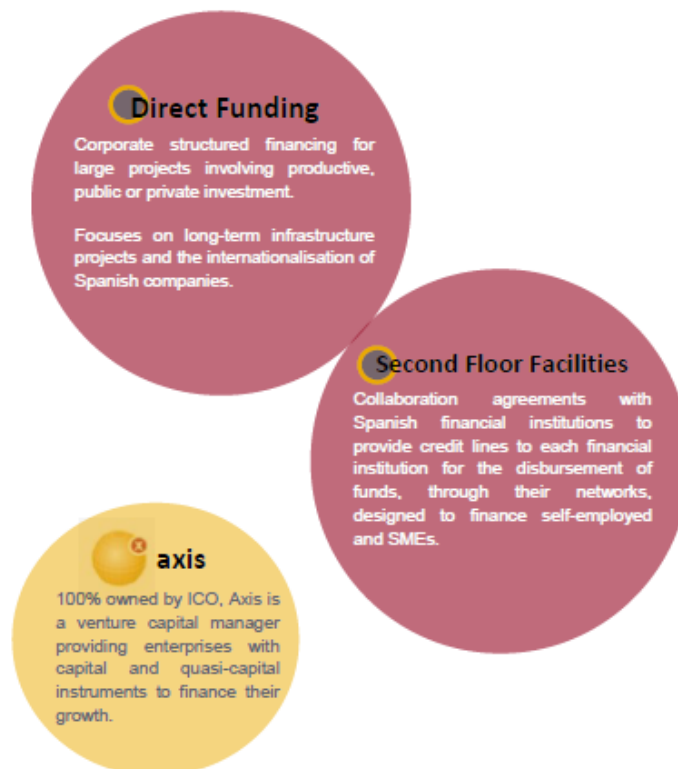 Direct Funding
Corporate structured financing for
large projects involving productive,
public or private investment.
Focuses on long-term infrastructure
projects and the internationalisation of
Spanish companies.
Second Floor Facilities
Collaboration agreements with
Spanish financial institutions to
provide credit lines to each financial
institution for the disbursement of
funds, through their networks,
designed to finance self-employed
and SMEs.
x
axis
100% owned by ICO, Axis is
a venture capital manager
providing enterprises with
capital and quasi-capital
instruments to finance their
growth.